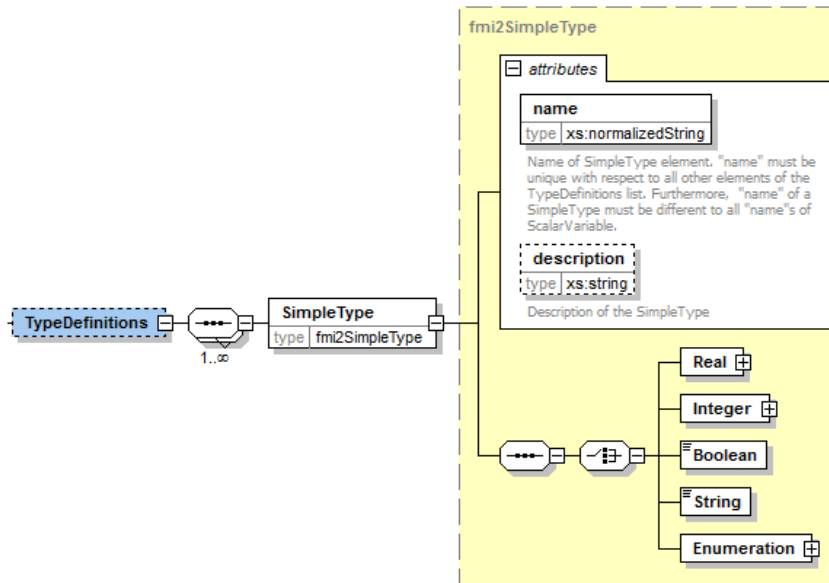 fmi2SimpleType
attributes
name
type xs:normalizedString
Name of SimpleType element. "name" must be
unique with respect to all other elements of the
TypeDefinitions list. Furthermore, "name" of a
SimpleType must be different to all "name"s of
ScalarVariable.
description
type xs:string
Description of the SimpleType
TypeDefinitions
1..∞
SimpleType
type fmi2SimpleType
Real
Integer
Boolean
String
Enumeration